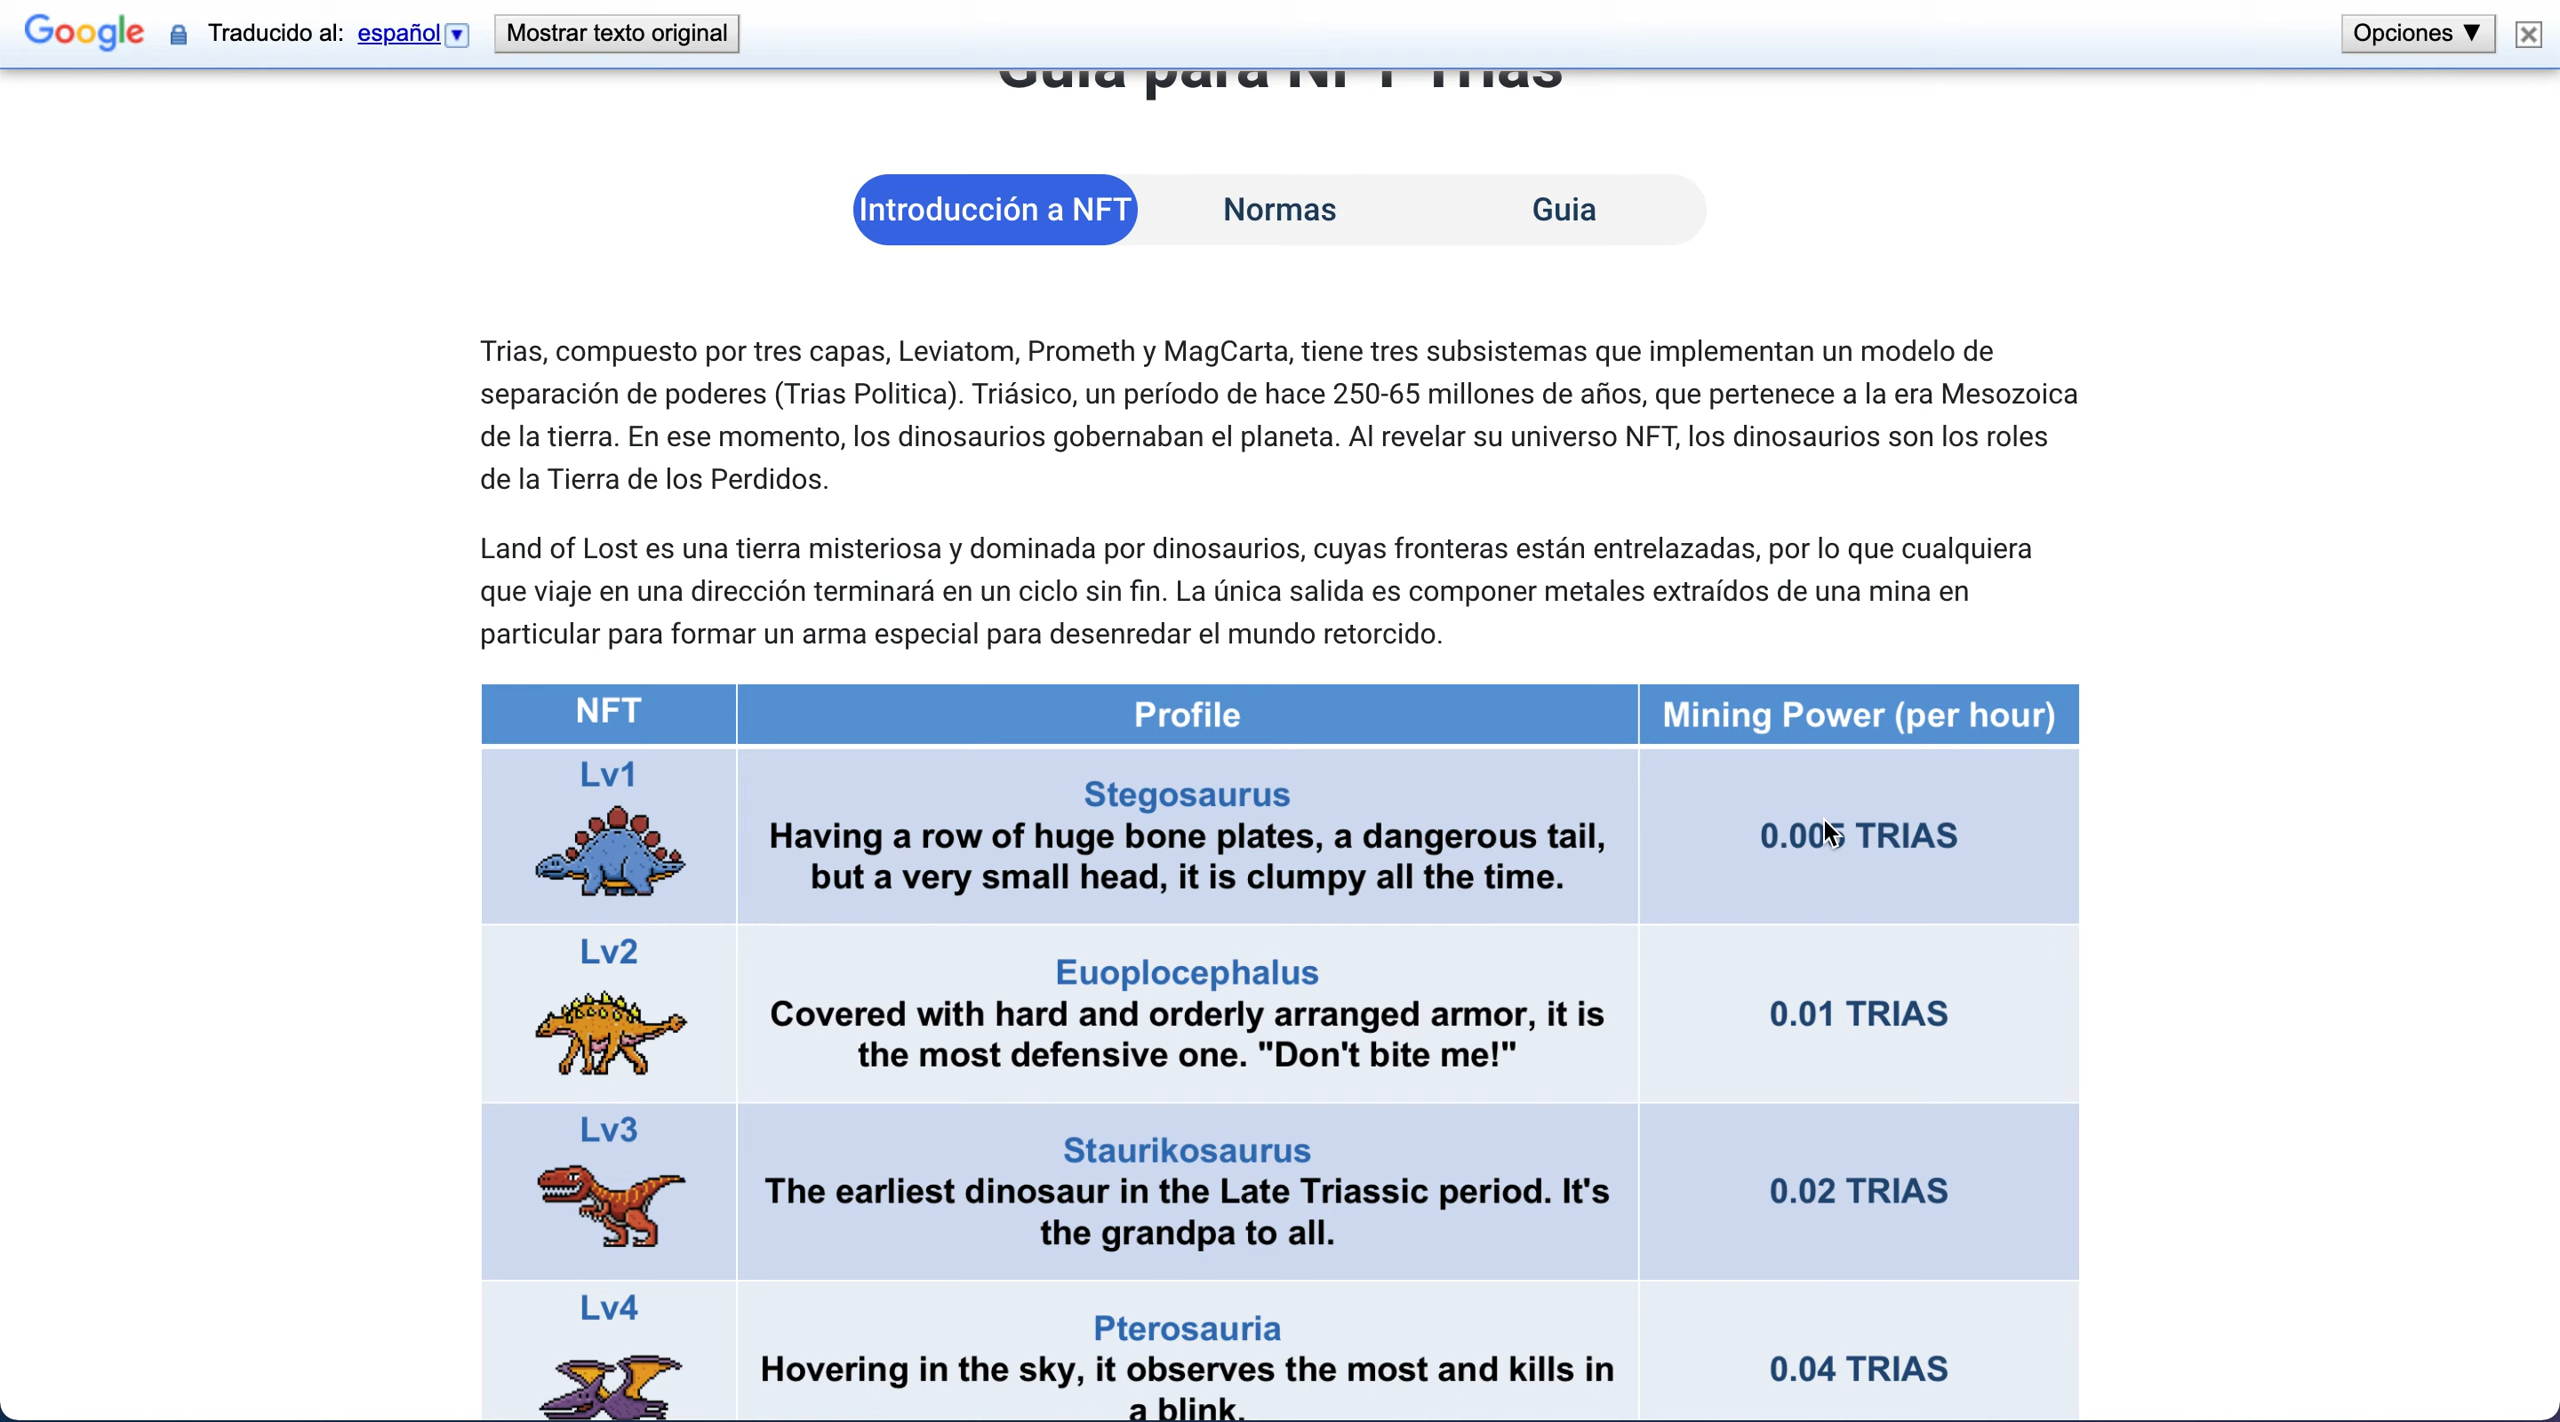 Google Traducido al: español Mostrar texto original Opciones ▼
Guia para NFT Trias
Introducción a NFT Normas Guia
Trias, compuesto por tres capas, Leviatom, Prometh y MagCarta, tiene tres subsistemas que implementan un modelo de
separación de poderes (Trias Politica). Triásico, un período de hace 250-65 millones de años, que pertenece a la era Mesozoica
de la tierra. En ese momento, los dinosaurios gobernaban el planeta. Al revelar su universo NFT, los dinosaurios son los roles
de la Tierra de los Perdidos.
Land of Lost es una tierra misteriosa y dominada por dinosaurios, cuyas fronteras están entrelazadas, por lo que cualquiera
que viaje en una dirección terminará en un ciclo sin fin. La única salida es componer metales extraídos de una mina en
particular para formar un arma especial para desenredar el mundo retorcido.
NFT Profile Mining Power (per hour)
Lv1
Stegosaurus
Having a row of huge bone plates, a dangerous tail,
but a very small head, it is clumpy all the time.
0.005 TRIAS
Lv2
Euoplocephalus
Covered with hard and orderly arranged armor, it is
the most defensive one. "Don't bite me!"
0.01 TRIAS
Lv3
Staurikosaurus
The earliest dinosaur in the Late Triassic period. It's
the grandpa to all.
0.02 TRIAS
Lv4
Pterosauria
Hovering in the sky, it observes the most and kills in
a blink.
0.04 TRIAS